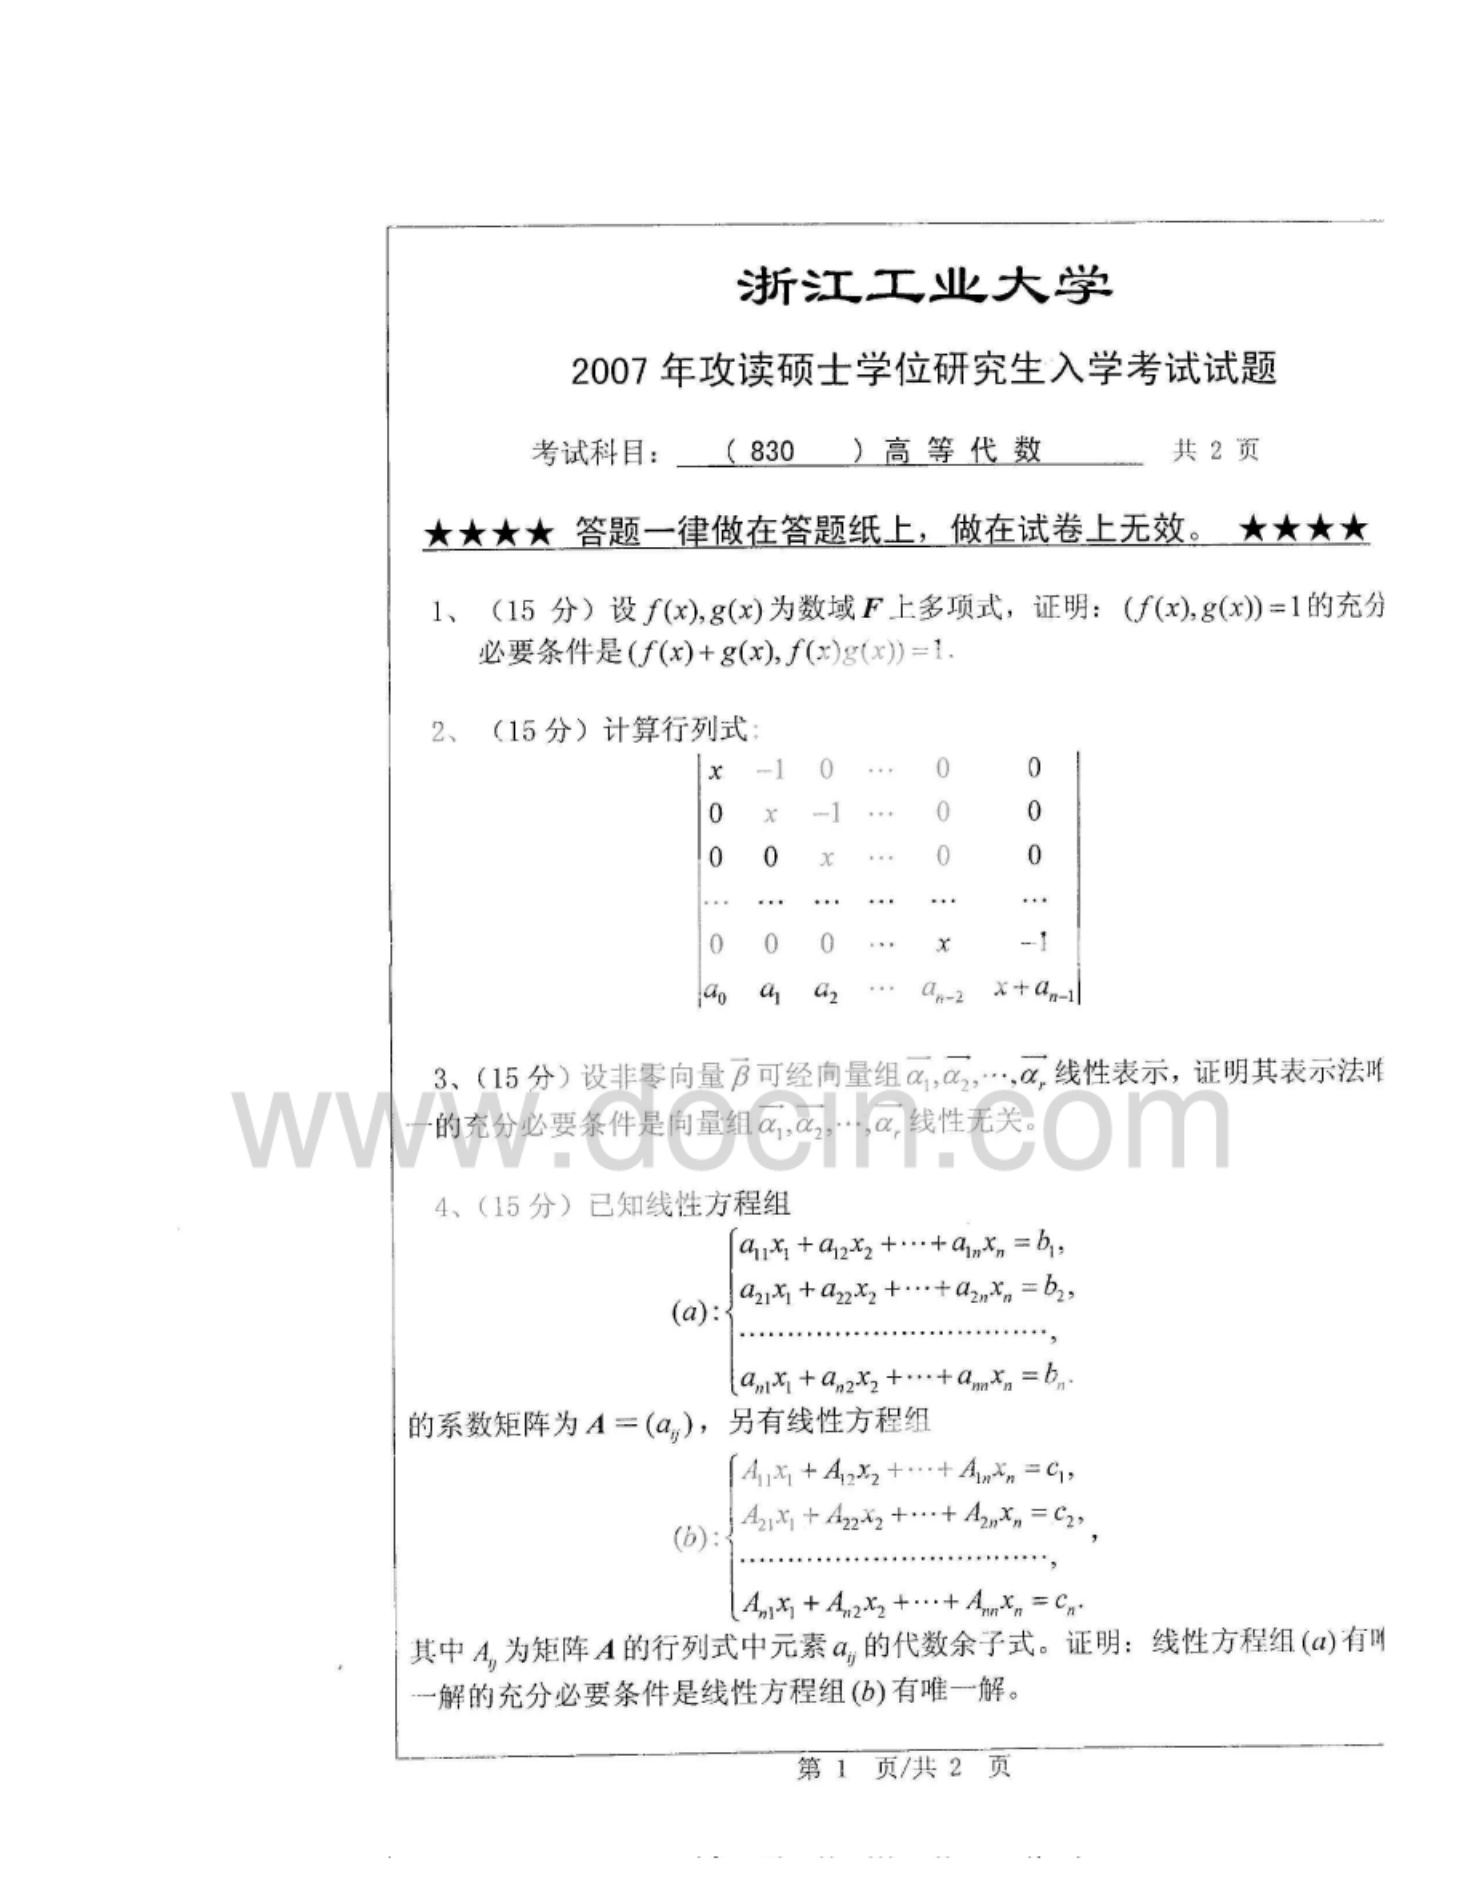 浙江工业大学
2007 年攻读硕士学位研究生入学考试试题
考试科目： （ 830 ）高 等 代 数 共 2 页
★★★★ 答题一律做在答题纸上，做在试卷上无效。 ★★★★
1、（15 分）设 f(x),g(x)为数域 F 上多项式，证明：(f(x),g(x))=1的充分
必要条件是(f(x)+g(x), f(x)g(x))=1.
2、（15 分）计算行列式:
x −1 0 ⋯ 0 0
0 x −1 ⋯ 0 0
0 0 x ⋯ 0 0
⋯ ⋯ ⋯ ⋯ ⋯ ⋯
0 0 0 ⋯ x −1
a₀ a₁ a₂ ⋯ aₙ₋₂ x+aₙ₋₁
3、（15 分）设非零向量 β⃗ 可经向量组 α⃗₁,α⃗₂,⋯,α⃗ᵣ 线性表示，证明其表示法唯
一的充分必要条件是向量组 α⃗₁,α⃗₂,⋯,α⃗ᵣ 线性无关。
www.docin.com
4、（15 分）已知线性方程组
(a): { a₁₁x₁ + a₁₂x₂ +⋯+ a₁ₙxₙ = b₁,
a₂₁x₁ + a₂₂x₂ +⋯+ a₂ₙxₙ = b₂,
⋯⋯⋯⋯⋯⋯⋯⋯⋯⋯,
aₙ₁x₁ + aₙ₂x₂ +⋯+ aₙₙxₙ = bₙ.
的系数矩阵为 A＝(aᵢⱼ)，另有线性方程组
(b): { A₁₁x₁ + A₁₂x₂ +⋯+ A₁ₙxₙ = c₁,
A₂₁x₁ + A₂₂x₂ +⋯+ A₂ₙxₙ = c₂,
⋯⋯⋯⋯⋯⋯⋯⋯⋯⋯,
Aₙ₁x₁ + Aₙ₂x₂ +⋯+ Aₙₙxₙ = cₙ.
，
其中 Aᵢⱼ 为矩阵 A 的行列式中元素 aᵢⱼ 的代数余子式。证明：线性方程组(a)有唯
一解的充分必要条件是线性方程组(b)有唯一解。
第 1 页/共 2 页